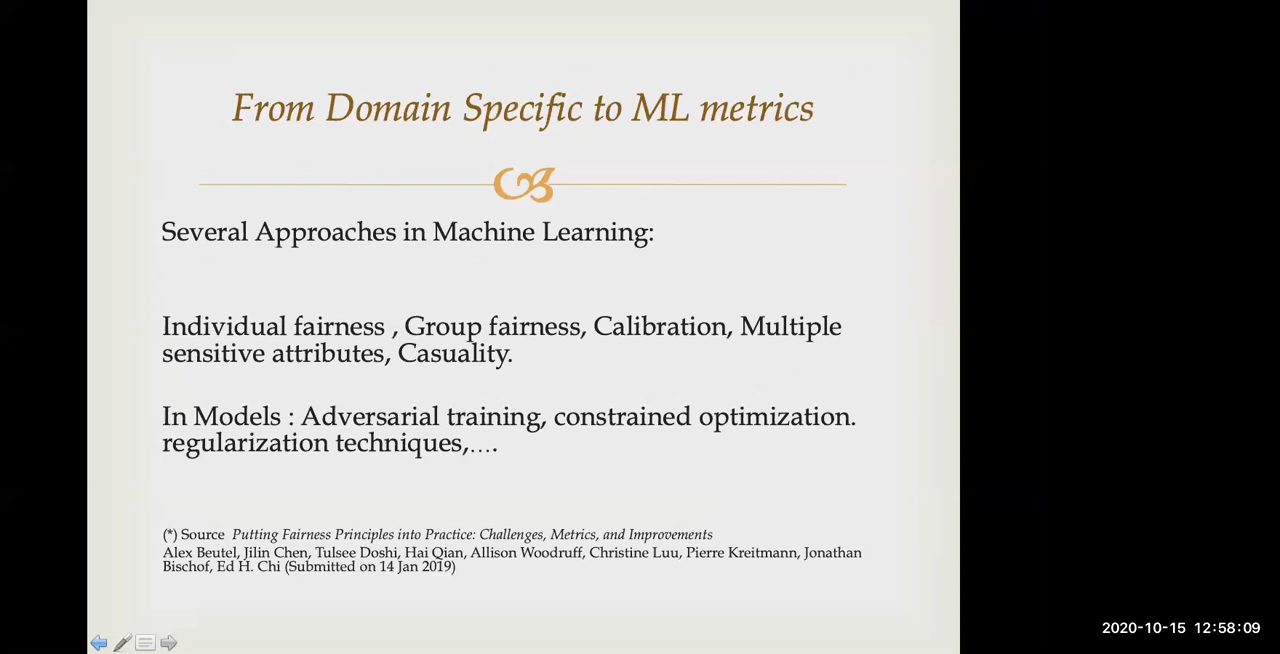 From Domain Specific to ML metrics
Several Approaches in Machine Learning:
Individual fairness , Group fairness, Calibration, Multiple
sensitive attributes, Casuality.
In Models : Adversarial training, constrained optimization.
regularization techniques,….
(*) Source Putting Fairness Principles into Practice: Challenges, Metrics, and Improvements
Alex Beutel, Jilin Chen, Tulsee Doshi, Hai Qian, Allison Woodruff, Christine Luu, Pierre Kreitmann, Jonathan
Bischof, Ed H. Chi (Submitted on 14 Jan 2019)
2020-10-15 12:58:09